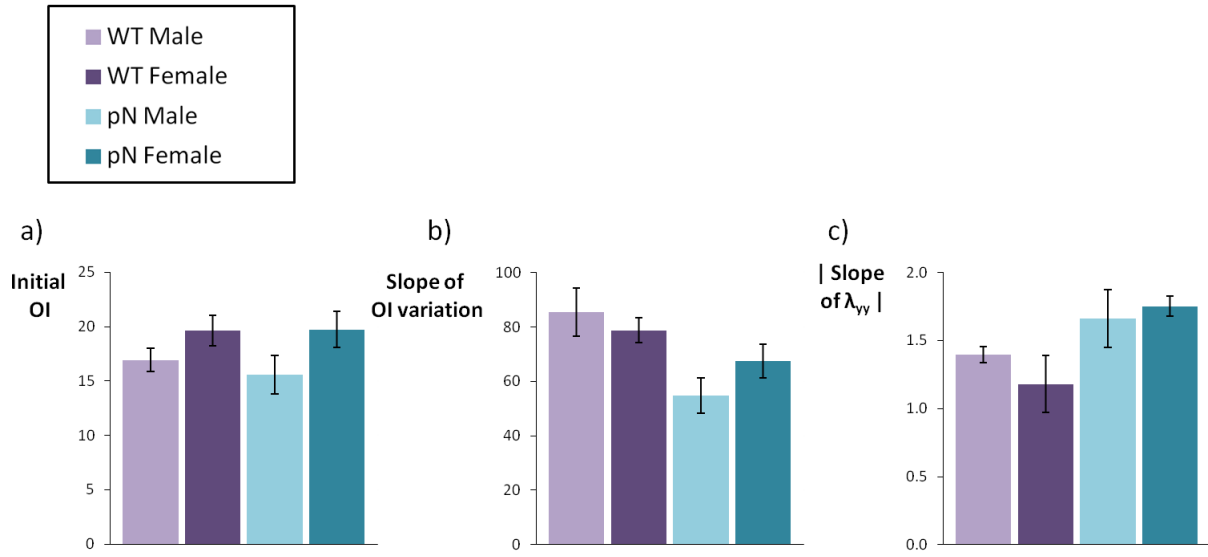 WT Male
WT Female
pN Male
pN Female
a)
Initial
OI
25
20
15
10
5
0
b)
Slope of
OI variation
100
80
60
40
20
0
c)
| Slope
of λyy |
2.0
1.5
1.0
0.5
0.0